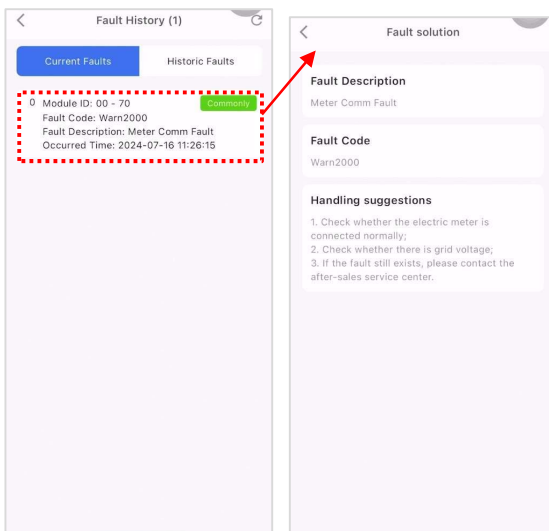 Fault History (1)
Current Faults
Historic Faults
0 Module ID: 00 - 70
Commonly
Fault Code: Warn2000
Fault Description: Meter Comm Fault
Occurred Time: 2024-07-16 11:26:15
Fault solution
Fault Description
Meter Comm Fault
Fault Code
Warn2000
Handling suggestions
1. Check whether the electric meter is
connected normally;
2. Check whether there is grid voltage;
3. If the fault still exists, please contact the
after-sales service center.